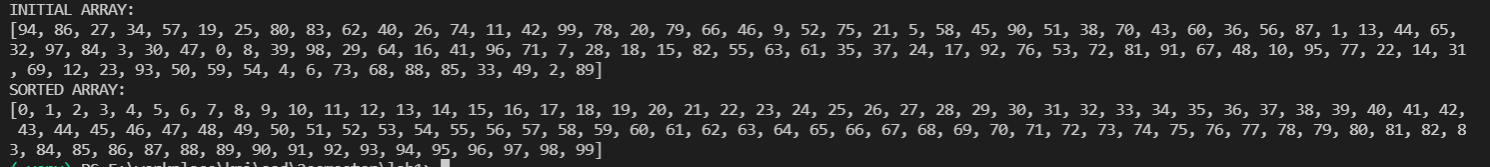 INITIAL ARRAY:
[94, 86, 27, 34, 57, 19, 25, 80, 83, 62, 40, 26, 74, 11, 42, 99, 78, 20, 79, 66, 46, 9, 52, 75, 21, 5, 58, 45, 90, 51, 38, 70, 43, 60, 36, 56, 87, 1, 13, 44, 65,
32, 97, 84, 3, 30, 47, 0, 8, 39, 98, 29, 64, 16, 41, 96, 71, 7, 28, 18, 15, 82, 55, 63, 61, 35, 37, 24, 17, 92, 76, 53, 72, 81, 91, 67, 48, 10, 95, 77, 22, 14, 31
, 69, 12, 23, 93, 50, 59, 54, 4, 6, 73, 68, 88, 85, 33, 49, 2, 89]
SORTED ARRAY:
[0, 1, 2, 3, 4, 5, 6, 7, 8, 9, 10, 11, 12, 13, 14, 15, 16, 17, 18, 19, 20, 21, 22, 23, 24, 25, 26, 27, 28, 29, 30, 31, 32, 33, 34, 35, 36, 37, 38, 39, 40, 41, 42,
43, 44, 45, 46, 47, 48, 49, 50, 51, 52, 53, 54, 55, 56, 57, 58, 59, 60, 61, 62, 63, 64, 65, 66, 67, 68, 69, 70, 71, 72, 73, 74, 75, 76, 77, 78, 79, 80, 81, 82, 8
3, 84, 85, 86, 87, 88, 89, 90, 91, 92, 93, 94, 95, 96, 97, 98, 99]